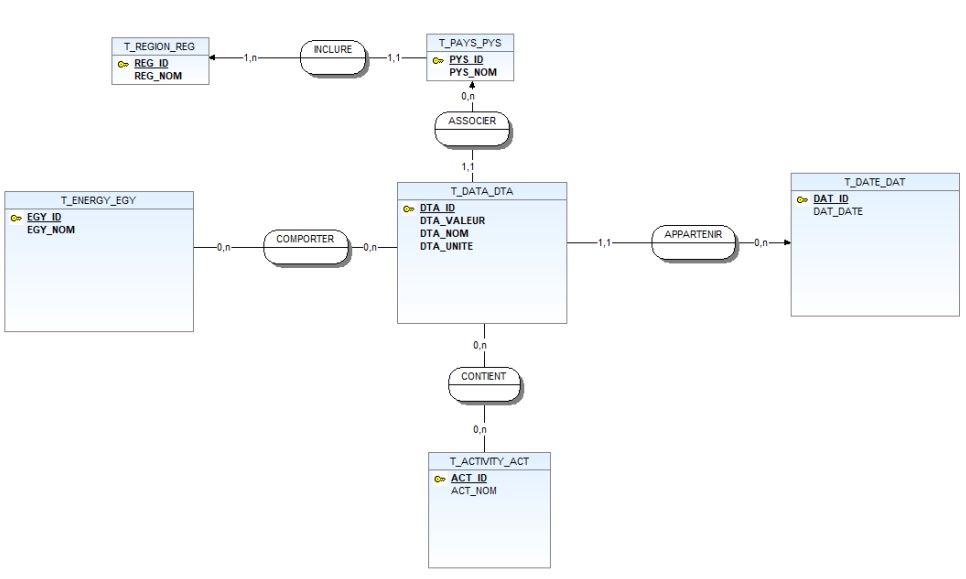 T_REGION_REG
REG_ID
REG_NOM
1,n
INCLURE
1,1
T_PAYS_PYS
PYS_ID
PYS_NOM
0,n
ASSOCIER
1,1
T_ENERGY_EGY
EGY_ID
EGY_NOM
0,n
COMPORTER
0,n
T_DATA_DTA
DTA_ID
DTA_VALEUR
DTA_NOM
DTA_UNITE
1,1
APPARTENIR
0,n
T_DATE_DAT
DAT_ID
DAT_DATE
0,n
CONTIENT
0,n
T_ACTIVITY_ACT
ACT_ID
ACT_NOM